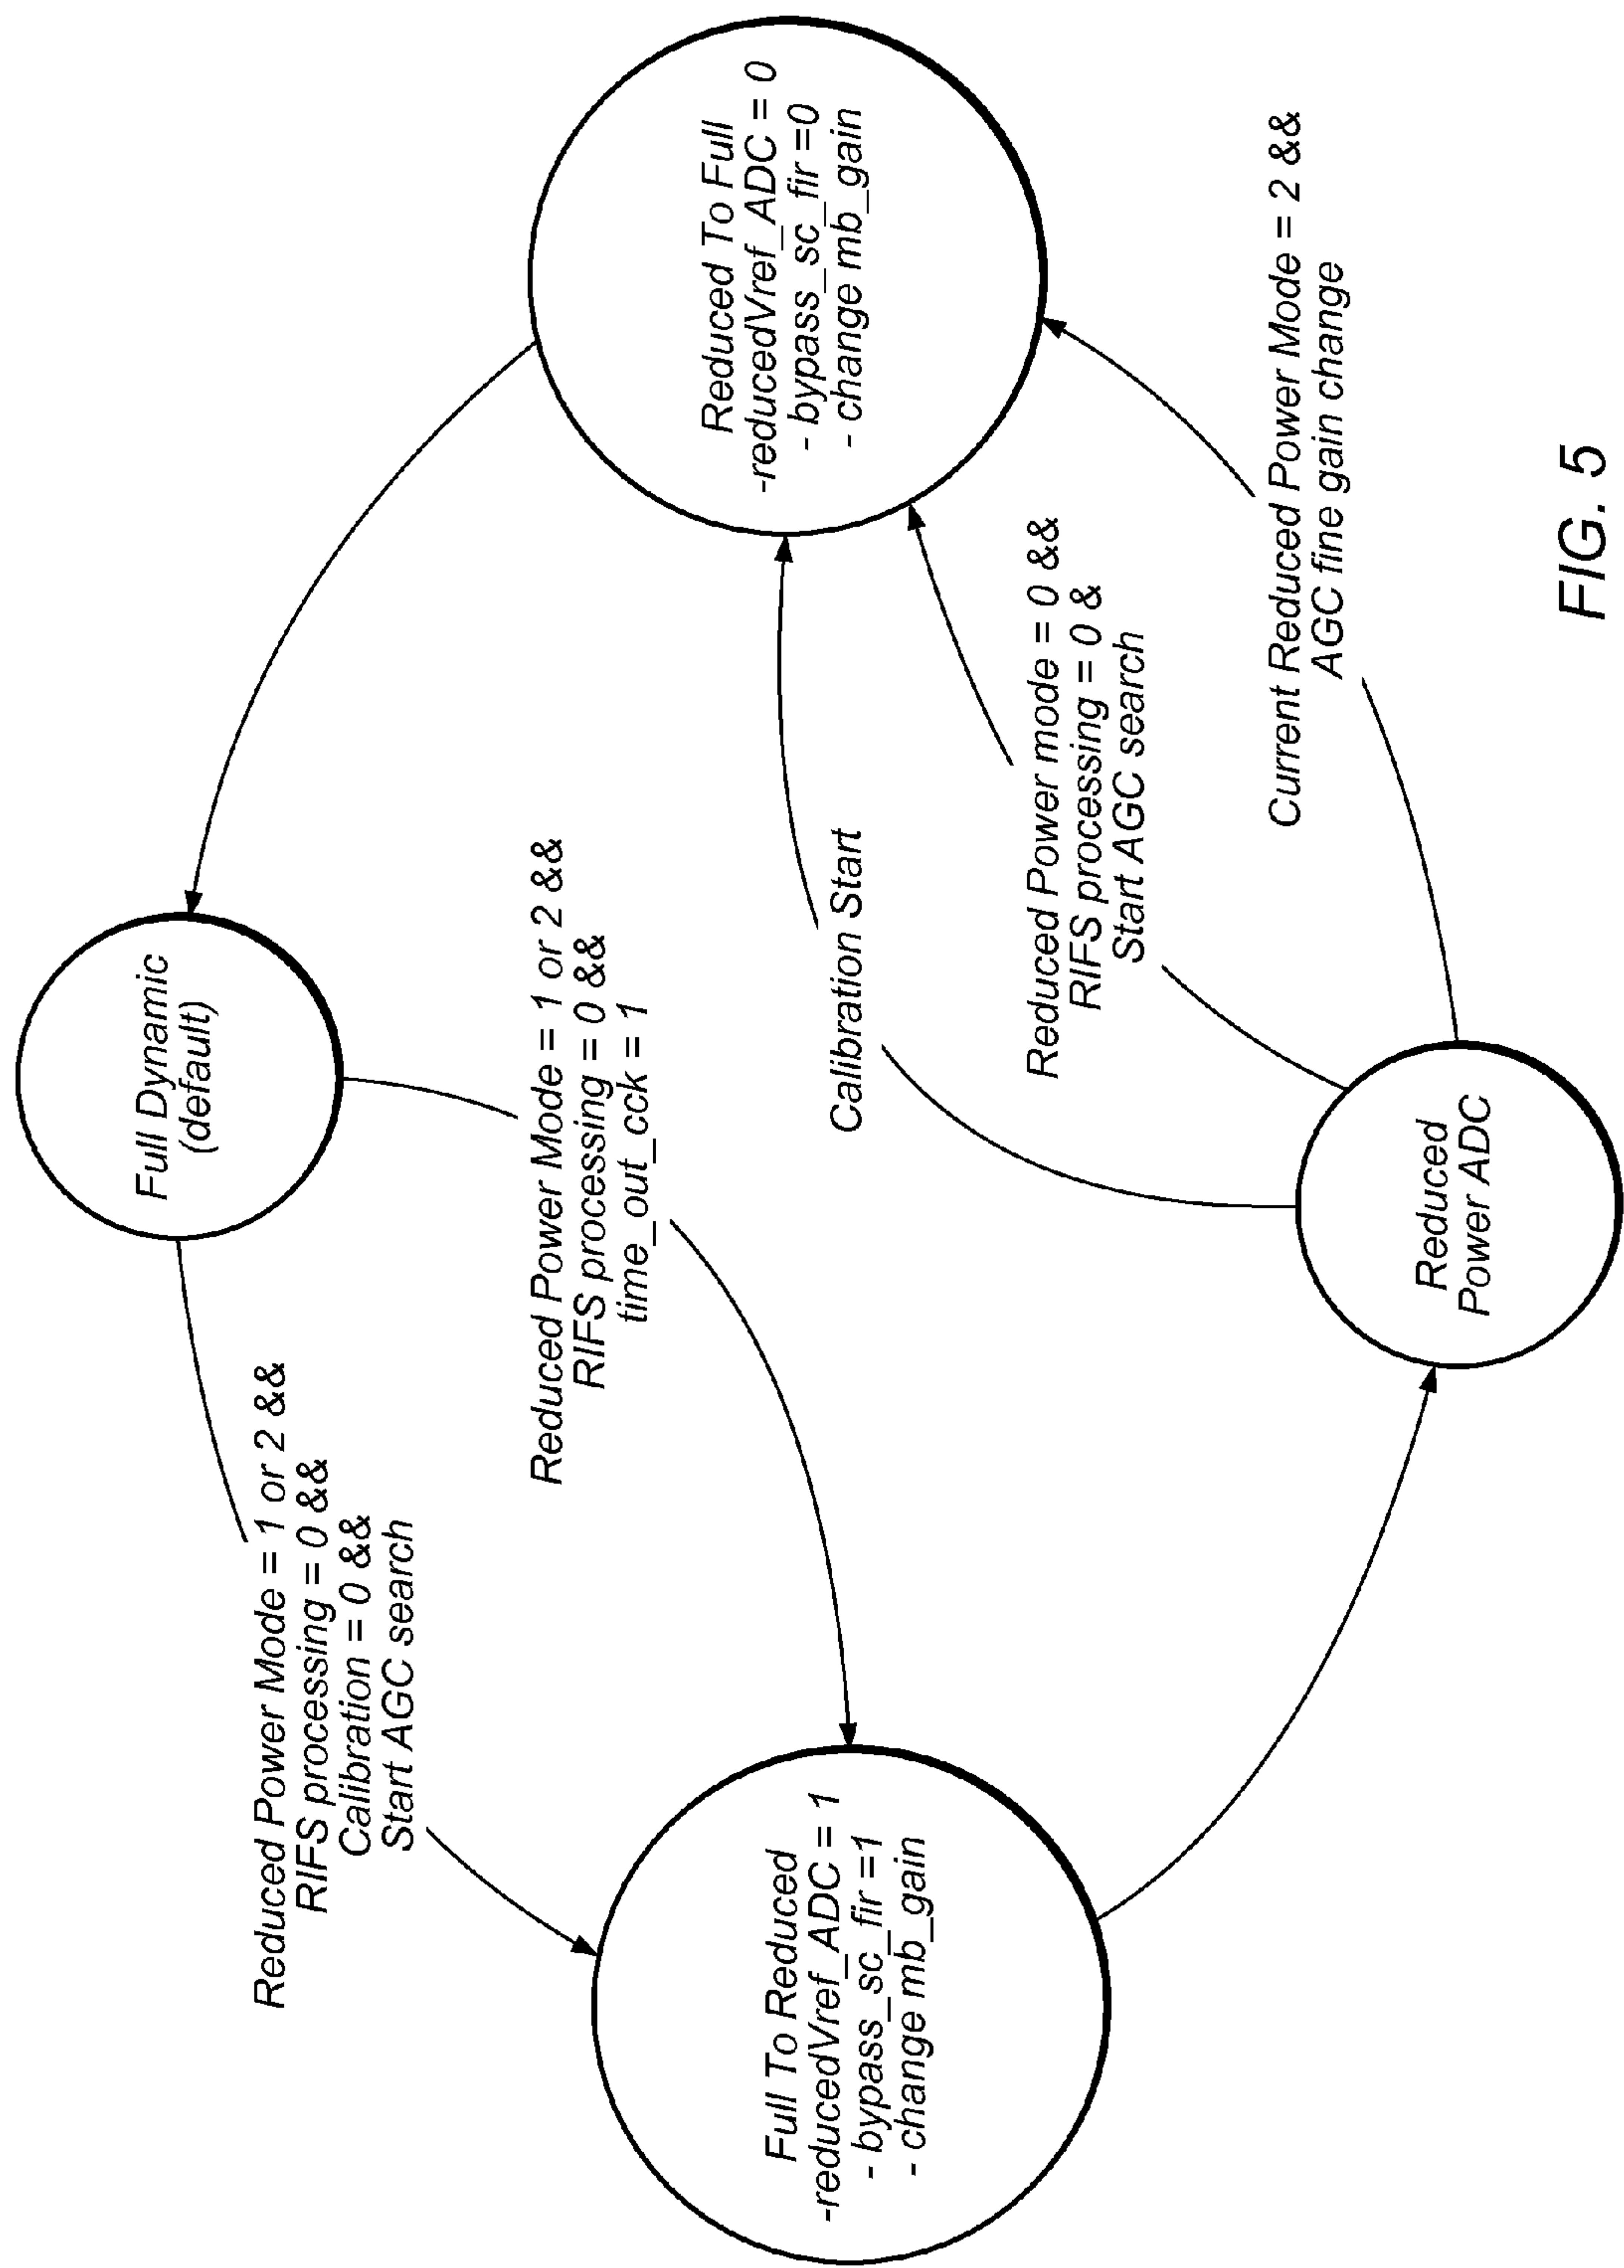 Full Dynamic
(default)
Reduced Power Mode = 1 or 2 &&
RIFS processing = 0 &&
Calibration = 0 &&
Start AGC search
Reduced Power Mode = 1 or 2 &&
RIFS processing = 0 &&
time_out_cck = 1
Full To Reduced
-reducedVref_ADC = 1
- bypass_sc_fir =1
- change mb_gain
Reduced To Full
-reducedVref_ADC = 0
- bypass_sc_fir =0
- change mb_gain
Calibration Start
Reduced Power mode = 0 &&
RIFS processing = 0 &
Start AGC search
Current Reduced Power Mode = 2 &&
AGC fine gain change
Reduced
Power ADC
FIG. 5